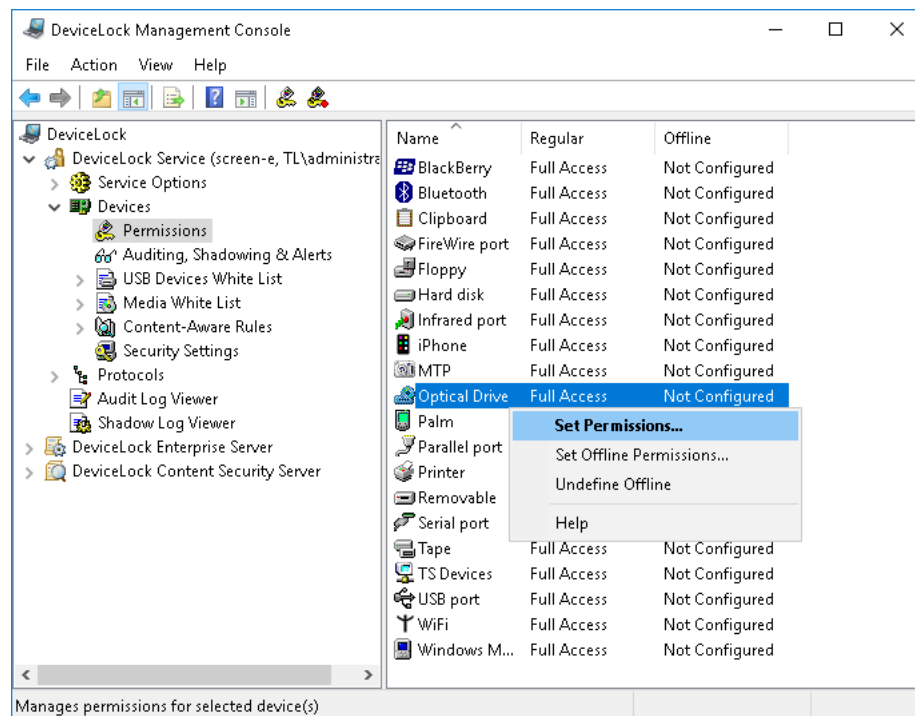 DeviceLock Management Console
File Action View Help
DeviceLock
DeviceLock Service (screen-e, TL\administra
Service Options
Devices
Permissions
Auditing, Shadowing & Alerts
USB Devices White List
Media White List
Content-Aware Rules
Security Settings
Protocols
Audit Log Viewer
Shadow Log Viewer
DeviceLock Enterprise Server
DeviceLock Content Security Server
Name Regular Offline
BlackBerry Full Access Not Configured
Bluetooth Full Access Not Configured
Clipboard Full Access Not Configured
FireWire port Full Access Not Configured
Floppy Full Access Not Configured
Hard disk Full Access Not Configured
Infrared port Full Access Not Configured
iPhone Full Access Not Configured
MTP Full Access Not Configured
Optical Drive Full Access Not Configured
Palm
Parallel port
Printer
Removable
Serial port
Set Permissions...
Set Offline Permissions...
Undefine Offline
Help
Tape Full Access Not Configured
TS Devices Full Access Not Configured
USB port Full Access Not Configured
WiFi Full Access Not Configured
Windows M... Full Access Not Configured
Manages permissions for selected device(s)